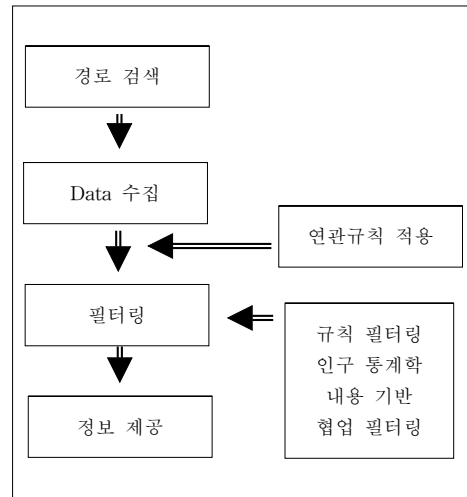 경로 검색
Data 수집
연관규칙 적용
필터링
규칙 필터링
인구 통계학
내용 기반
협업 필터링
정보 제공